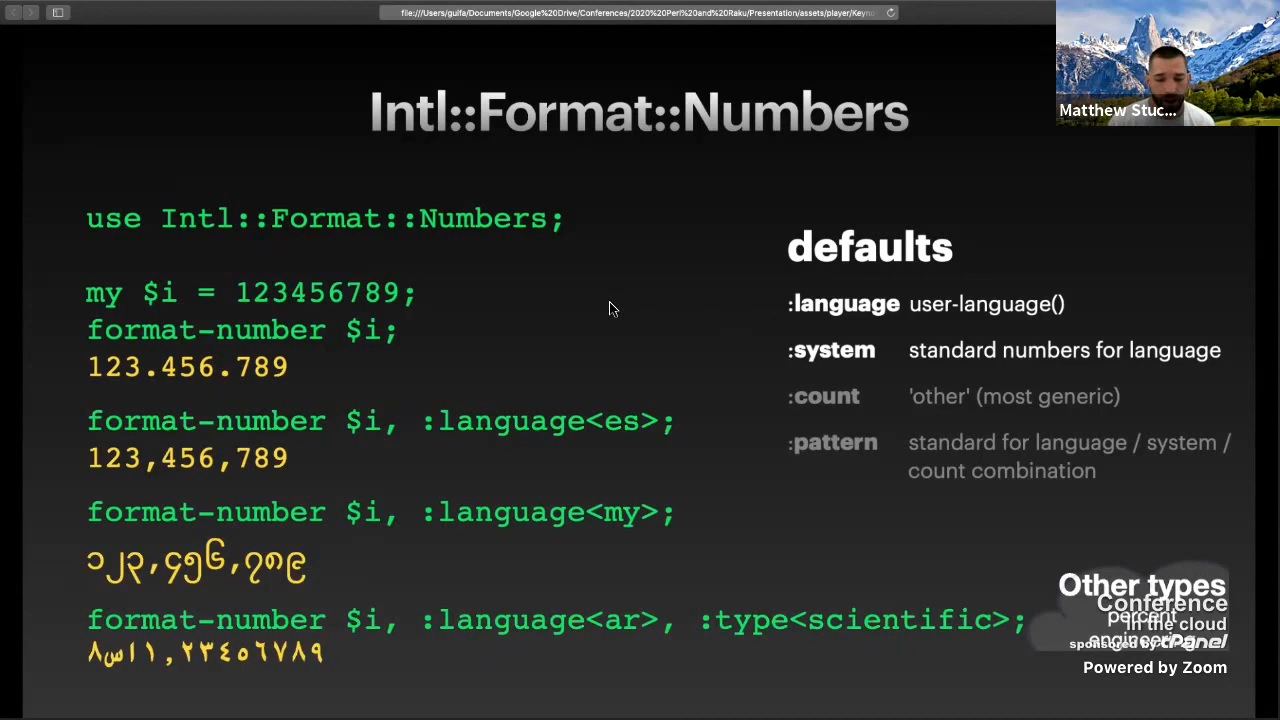 file:///Users/guifa/Documents/Google%20Drive/Conferences/2020%20Perl%20and%20Raku/Presentation/assets/player/Keyno
Matthew Stuc...
Intl::Format::Numbers
use Intl::Format::Numbers;
my $i = 123456789;
format-number $i;
123.456.789
format-number $i, :language<es>;
123,456,789
format-number $i, :language<my>;
၁၂၃,၄၅၆,၇၈၉
format-number $i, :language<ar>, :type<scientific>;
٨اس١,٢٣٤٥٦٧٨٩
defaults
:language user-language()
:system standard numbers for language
:count 'other' (most generic)
:pattern standard for language / system /
count combination
Other types
percent
engineering
Conference
in the cloud
sponsored by cPanel
Powered by Zoom